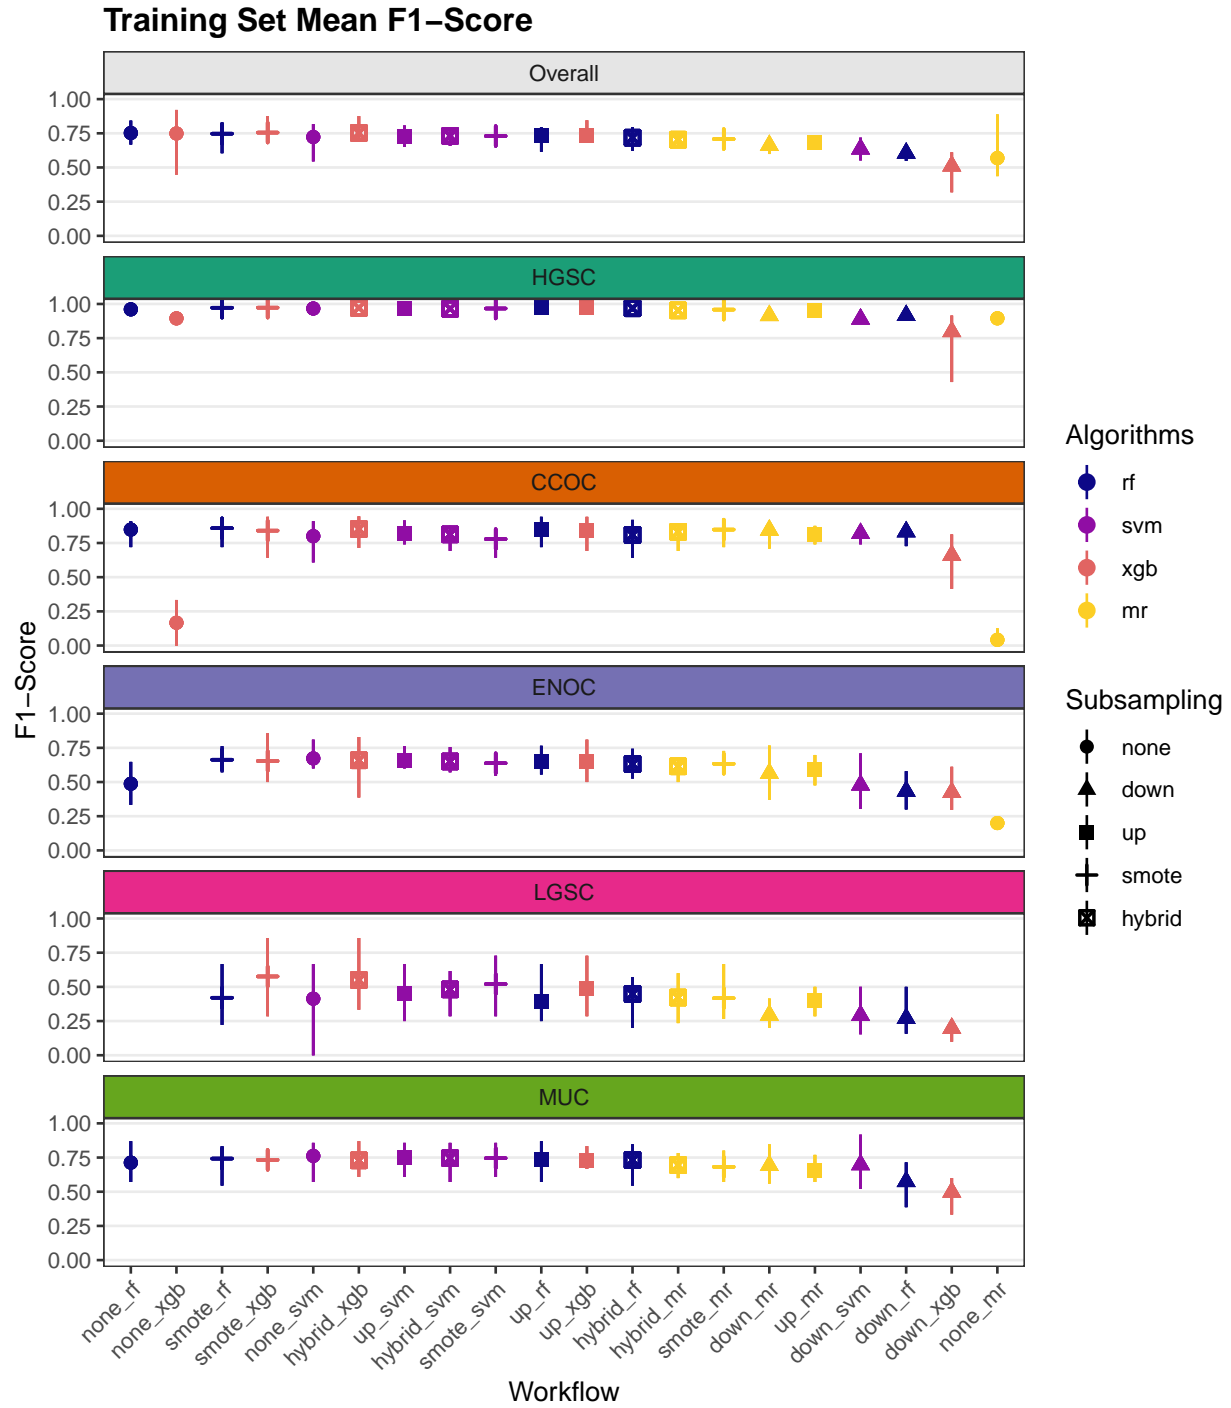 Training Set Mean F1−Score
Overall
1.00
0.75
0.50
0.25
0.00
HGSC
1.00
0.75
0.50
0.25
0.00
CCOC
1.00
0.75
0.50
0.25
0.00
ENOC
1.00
0.75
0.50
0.25
0.00
LGSC
1.00
0.75
0.50
0.25
0.00
MUC
1.00
0.75
0.50
0.25
0.00
F1−Score
none_rf
none_xgb
smote_rf
smote_xgb
none_svm
hybrid_xgb
up_svm
hybrid_svm
smote_svm
up_rf
up_xgb
hybrid_rf
hybrid_mr
smote_mr
down_mr
up_mr
down_svm
down_rf
down_xgb
none_mr
Workflow
Algorithms
rf
svm
xgb
mr
Subsampling
none
down
up
smote
hybrid